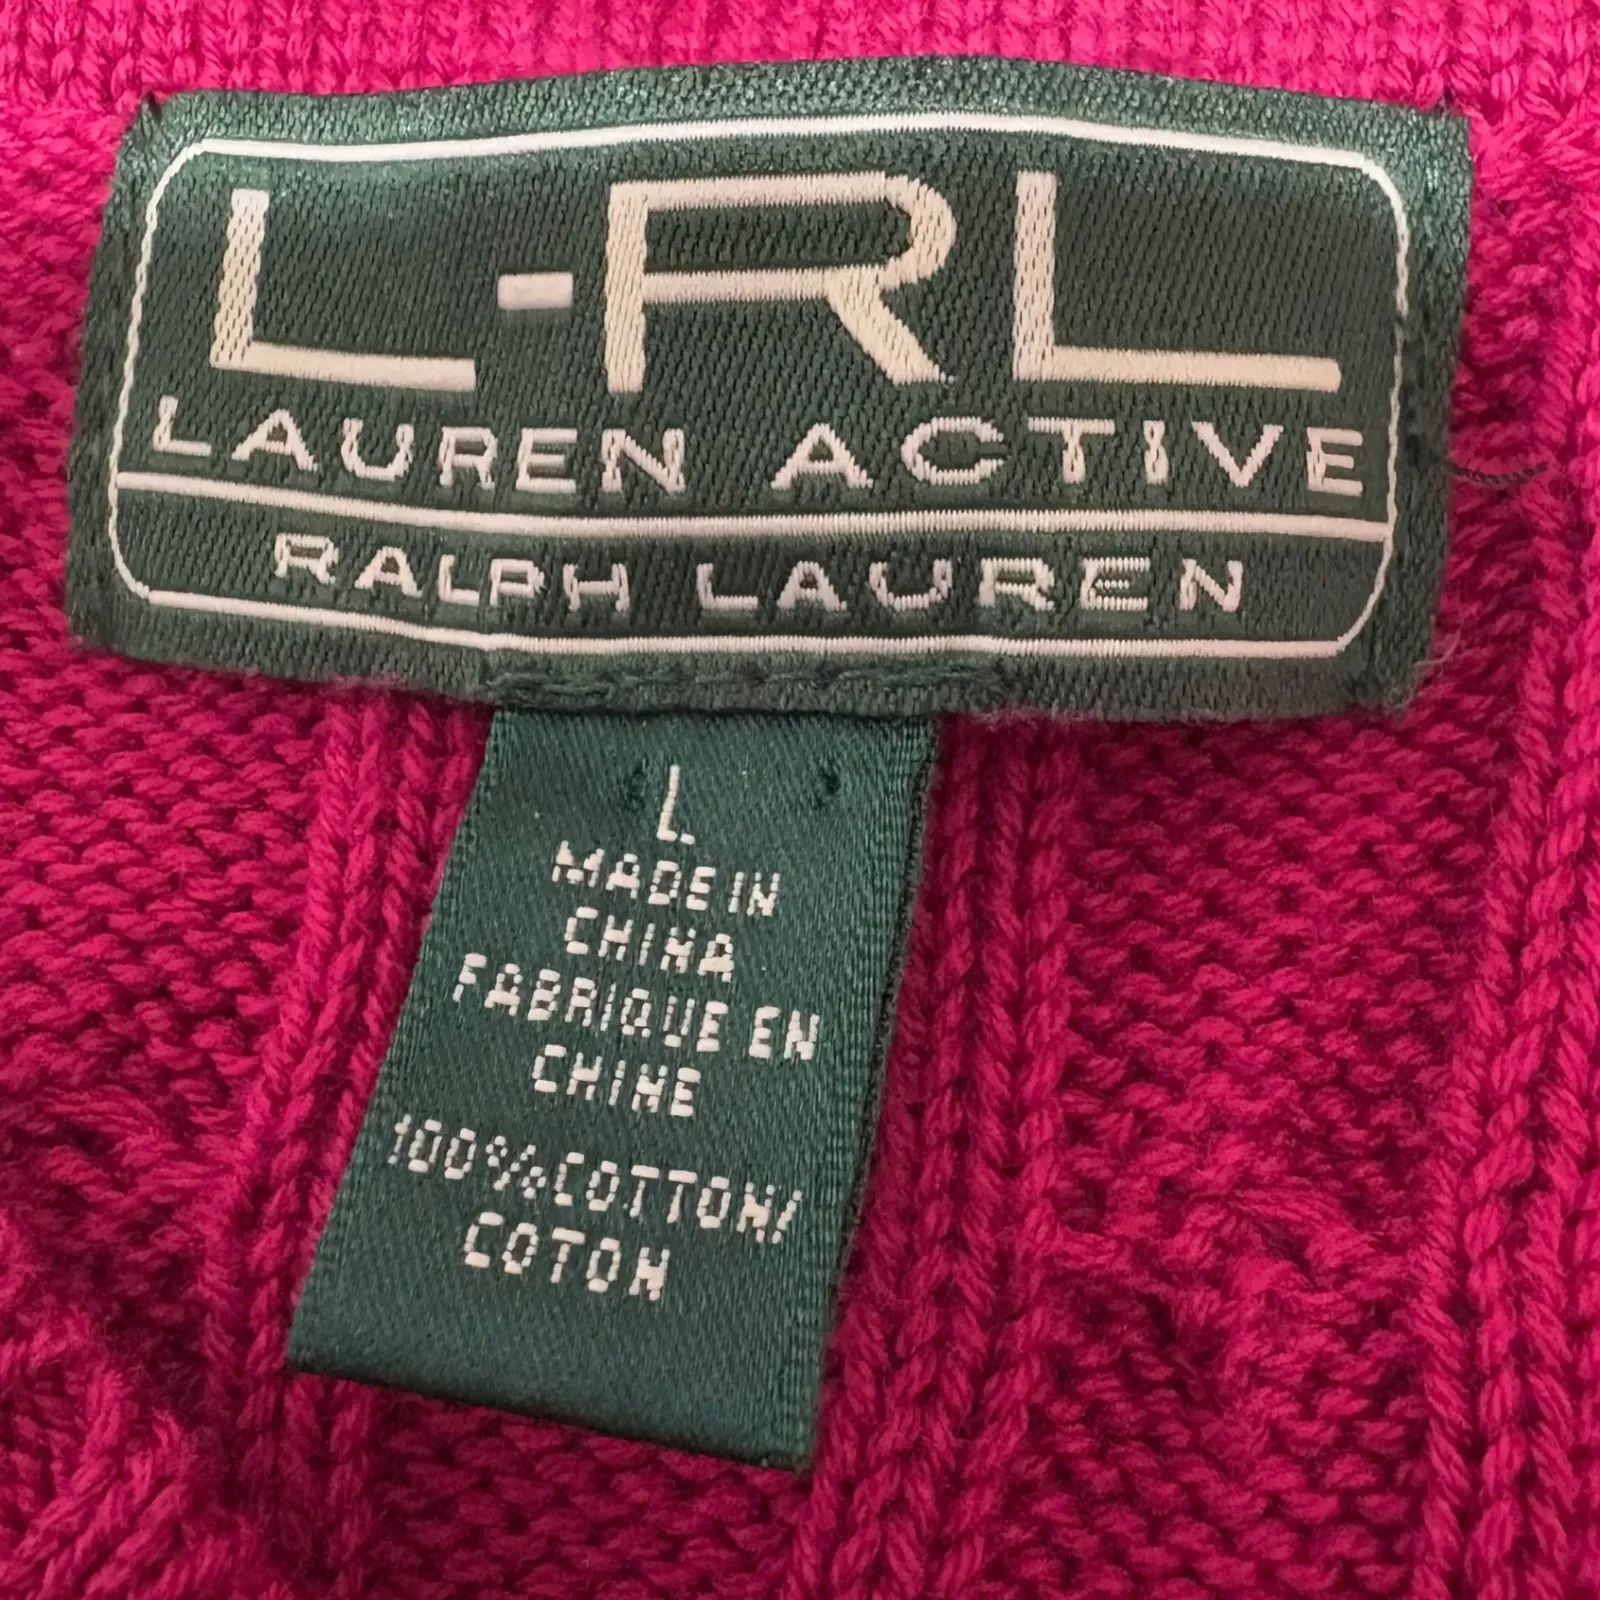 L-RL
LAUREN ACTIVE
RALPH LAUREN
L
MADE IN
CHINA
FABRIQUE EN
CHINE
100%COTTON/
COTON